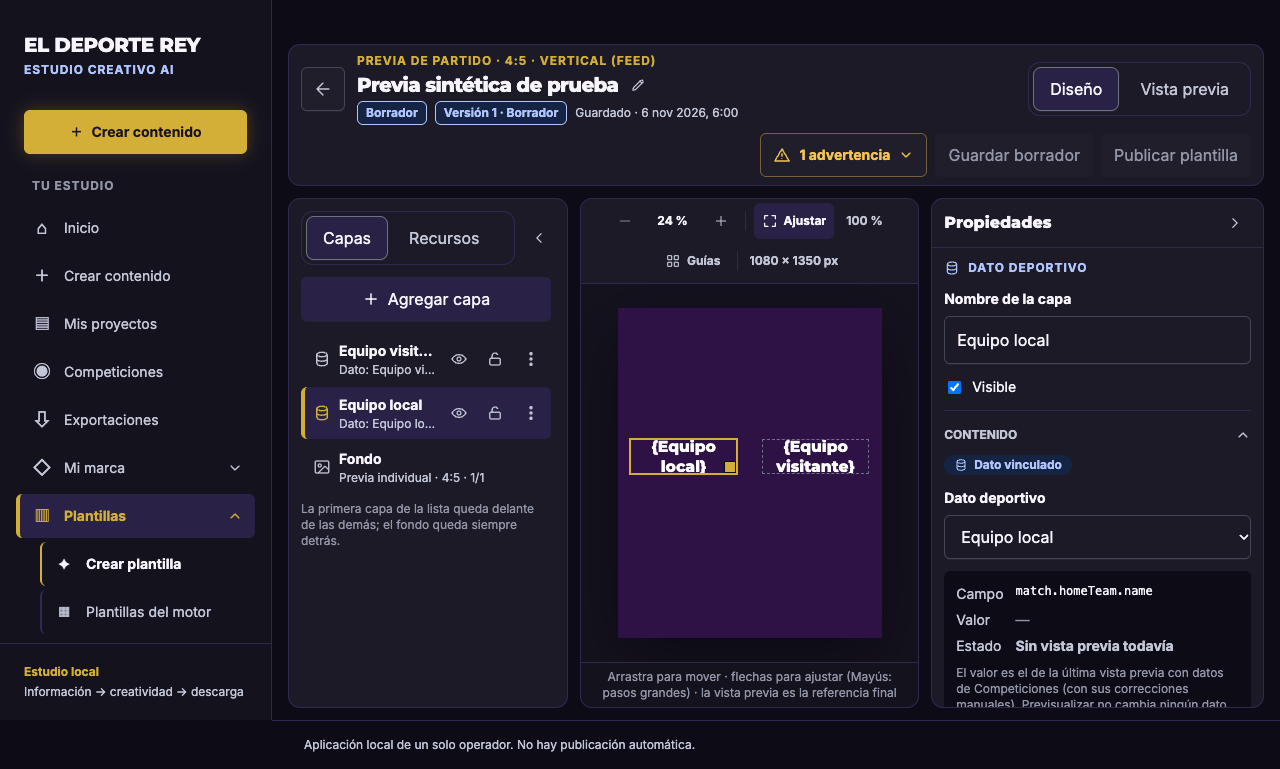 EL DEPORTE REY
ESTUDIO CREATIVO AI
+ Crear contenido
TU ESTUDIO
Inicio
Crear contenido
Mis proyectos
Competiciones
Exportaciones
Mi marca
Plantillas
Crear plantilla
Plantillas del motor
Estudio local
Información → creatividad → descarga
PREVIA DE PARTIDO · 4:5 · VERTICAL (FEED)
Previa sintética de prueba
Borrador
Versión 1 · Borrador
Guardado · 6 nov 2026, 6:00
Diseño
Vista previa
1 advertencia
Guardar borrador
Publicar plantilla
Capas
Recursos
+ Agregar capa
Equipo visit...
Dato: Equipo vi...
Equipo local
Dato: Equipo lo...
Fondo
Previa individual · 4:5 · 1/1
La primera capa de la lista queda delante
de las demás; el fondo queda siempre
detrás.
24 %
Ajustar
100 %
Guías
1080 × 1350 px
{Equipo
local}
{Equipo
visitante}
Arrastra para mover · flechas para ajustar (Mayús:
pasos grandes) · la vista previa es la referencia final
Propiedades
DATO DEPORTIVO
Nombre de la capa
Equipo local
Visible
CONTENIDO
Dato vinculado
Dato deportivo
Equipo local
Campo match.homeTeam.name
Valor —
Estado Sin vista previa todavía
El valor es el de la última vista previa con datos
de Competiciones (con sus correcciones
manuales). Previsualizar no cambia ningún dato
Aplicación local de un solo operador. No hay publicación automática.